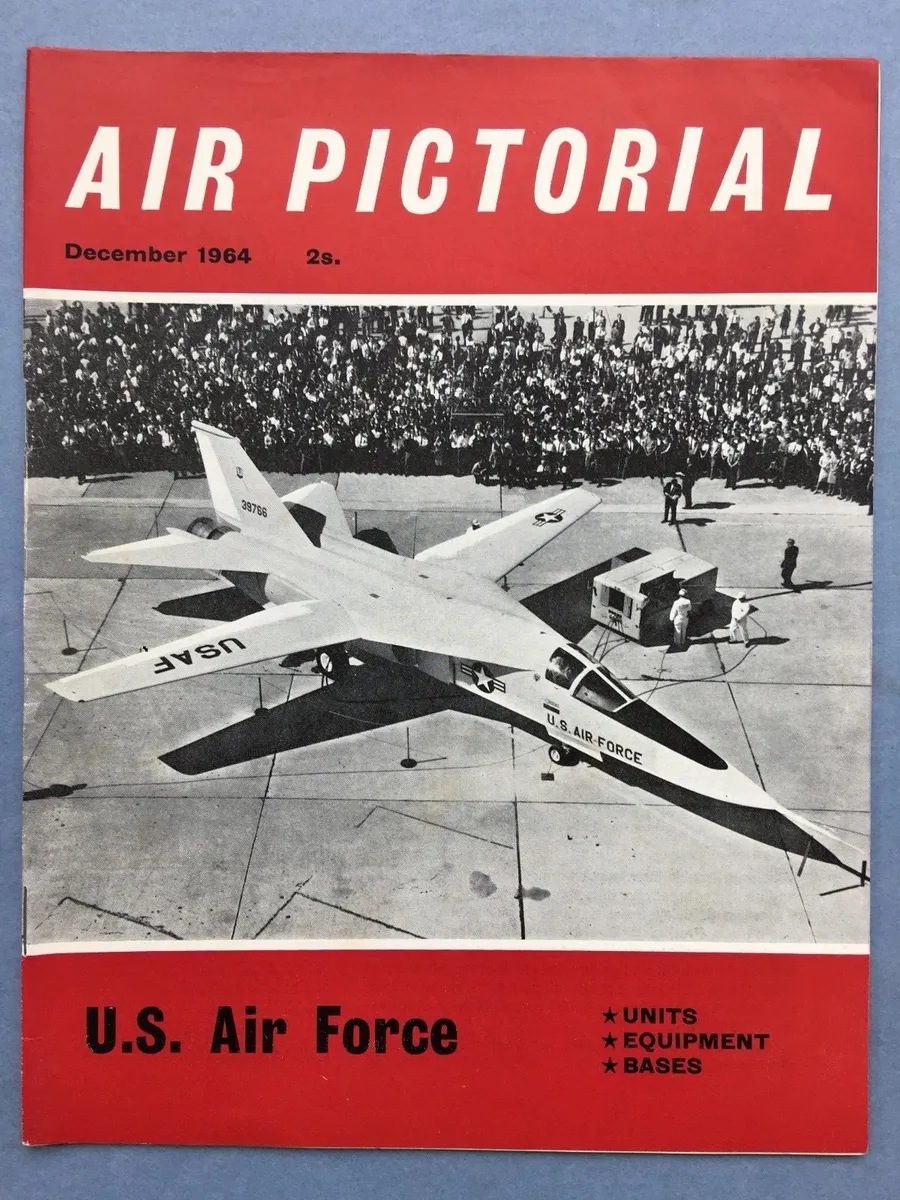 AIR PICTORIAL
December 1964 2s.
39766
USAF
U.S. AIR FORCE
U.S. Air Force
★ UNITS
★ EQUIPMENT
★ BASES